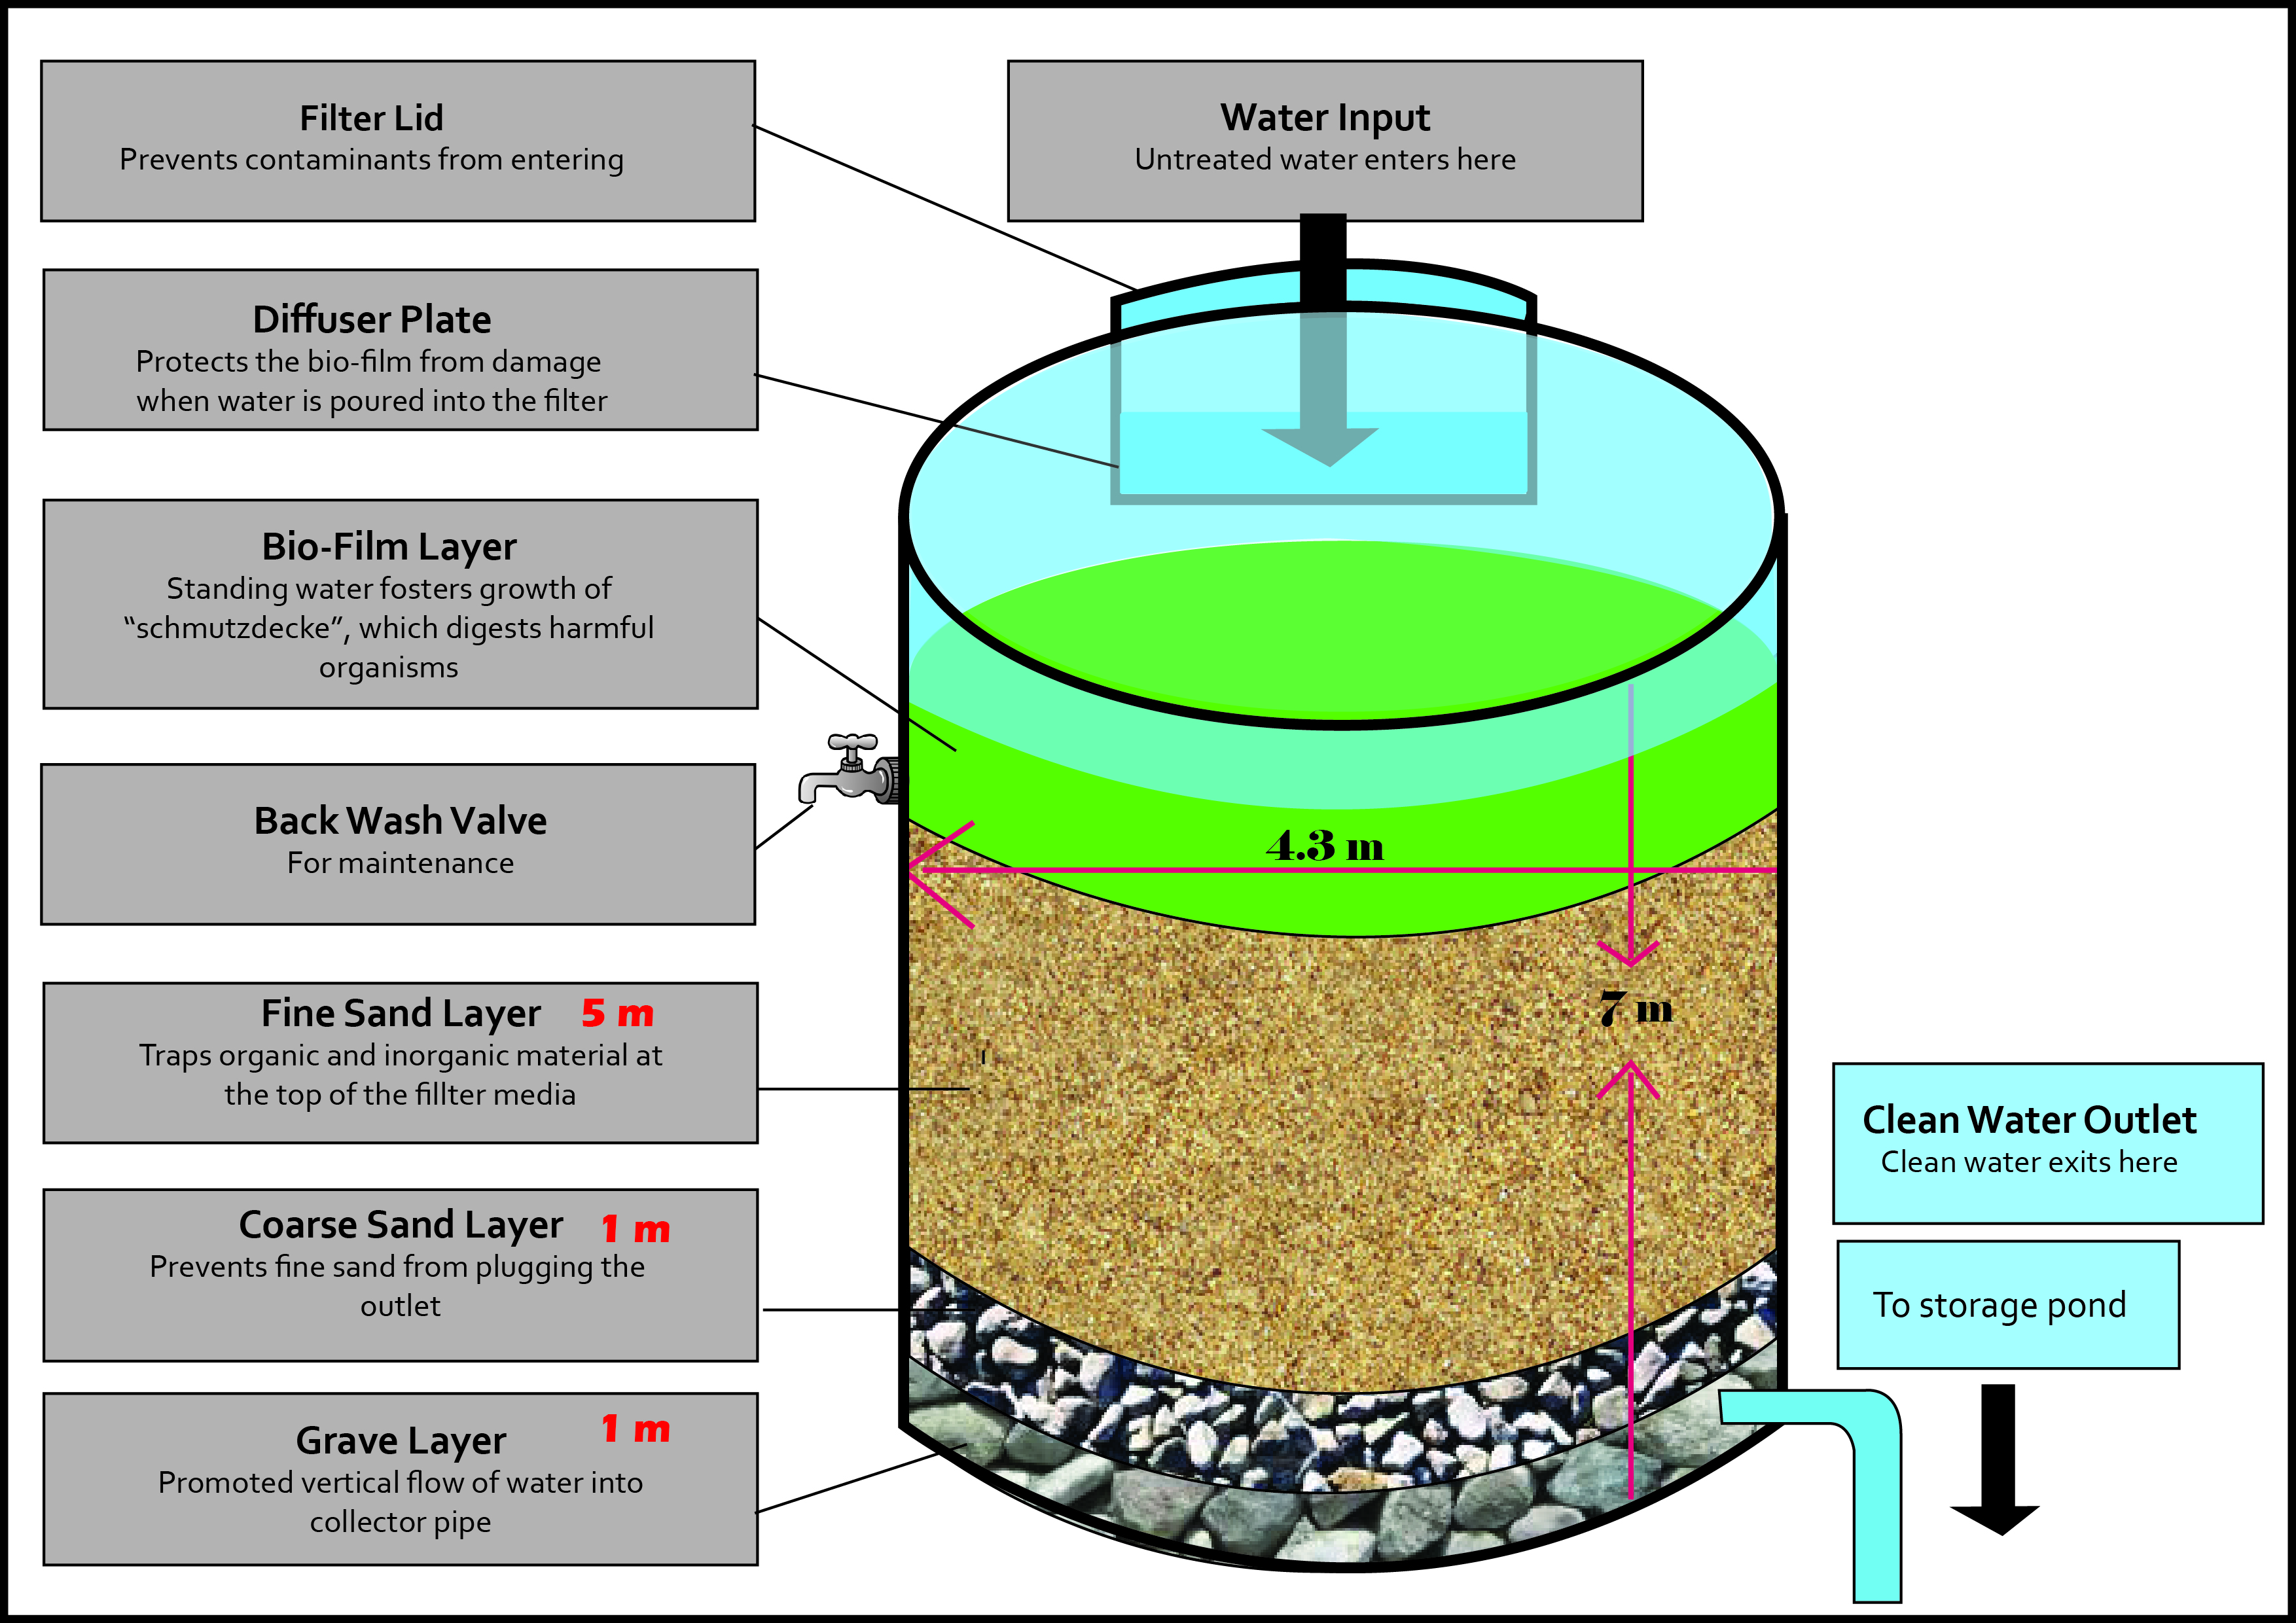 Filter Lid
Prevents contaminants from entering
Water Input
Untreated water enters here
Diffuser Plate
Protects the bio-film from damage
when water is poured into the filter
Bio-Film Layer
Standing water fosters growth of
“schmutzdecke”, which digests harmful
organisms
Back Wash Valve
For maintenance
4.3 m
Fine Sand Layer 5 m
Traps organic and inorganic material at
the top of the fillter media
7 m
Coarse Sand Layer 1 m
Prevents fine sand from plugging the
outlet
Grave Layer 1 m
Promoted vertical flow of water into
collector pipe
Clean Water Outlet
Clean water exits here
To storage pond